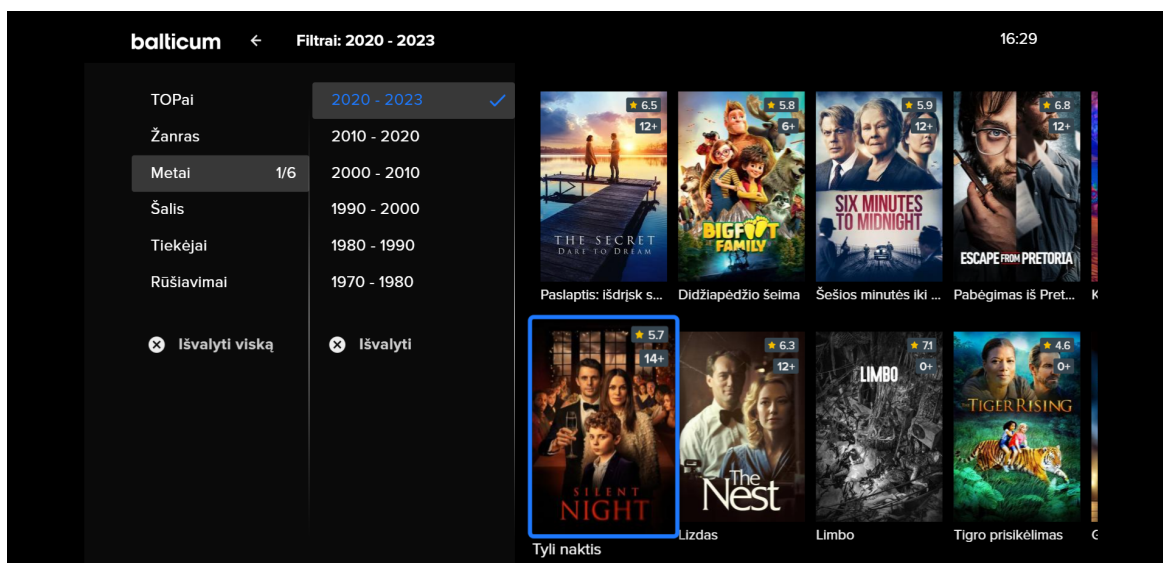 balticum ← Filtrai: 2020 - 2023 16:29
TOPai
Žanras
Metai 1/6
Šalis
Tiekėjai
Rūšiavimai
Išvalyti viską
2020 - 2023
2010 - 2020
2000 - 2010
1990 - 2000
1980 - 1990
1970 - 1980
Išvalyti
6.5
12+
THE SECRET
DARE TO DREAM
Paslaptis: išdrįsk s...
5.8
6+
BIGFOOT
FAMILY
Didžiapėdžio šeima
5.9
12+
SIX MINUTES
TO MIDNIGHT
Šešios minutės iki ...
6.8
12+
ESCAPE FROM PRETORIA
Pabėgimas iš Pret...
5.7
14+
SILENT
NIGHT
Tyli naktis
6.3
12+
The
Nest
Lizdas
7.1
0+
LIMBO
Limbo
4.6
0+
THE TIGER RISING
Tigro prisikėlimas